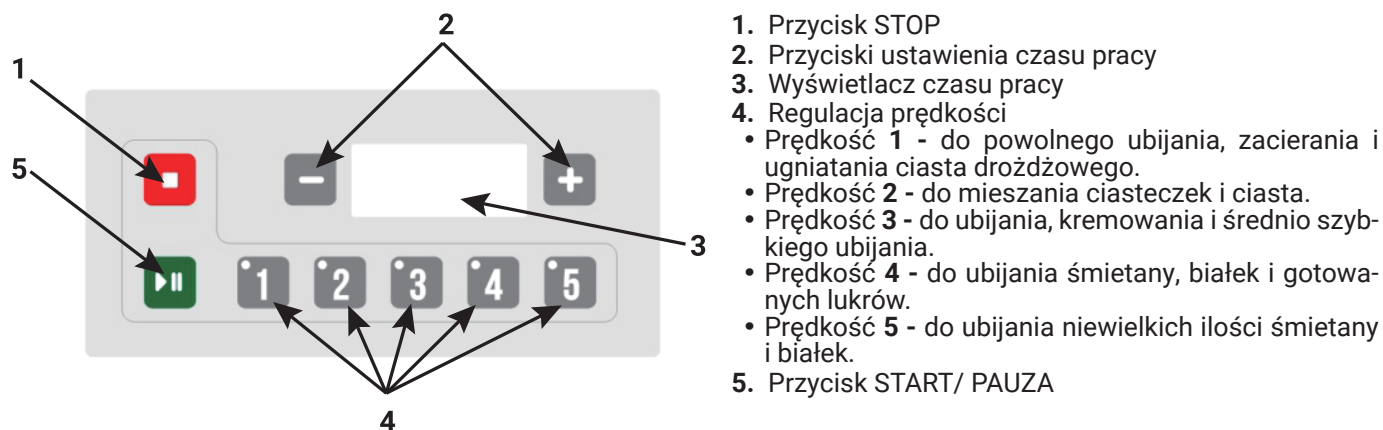 2
1
5
3
4
1
2
3
4
5
1. Przycisk STOP
2. Przyciski ustawienia czasu pracy
3. Wyświetlacz czasu pracy
4. Regulacja prędkości
• Prędkość 1 - do powolnego ubijania, zacierania i
ugniatania ciasta drożdżowego.
• Prędkość 2 - do mieszania ciasteczek i ciasta.
• Prędkość 3 - do ubijania, kremowania i średnio szyb-
kiego ubijania.
• Prędkość 4 - do ubijania śmietany, białek i gotowa-
nych lukrów.
• Prędkość 5 - do ubijania niewielkich ilości śmietany
i białek.
5. Przycisk START/ PAUZA